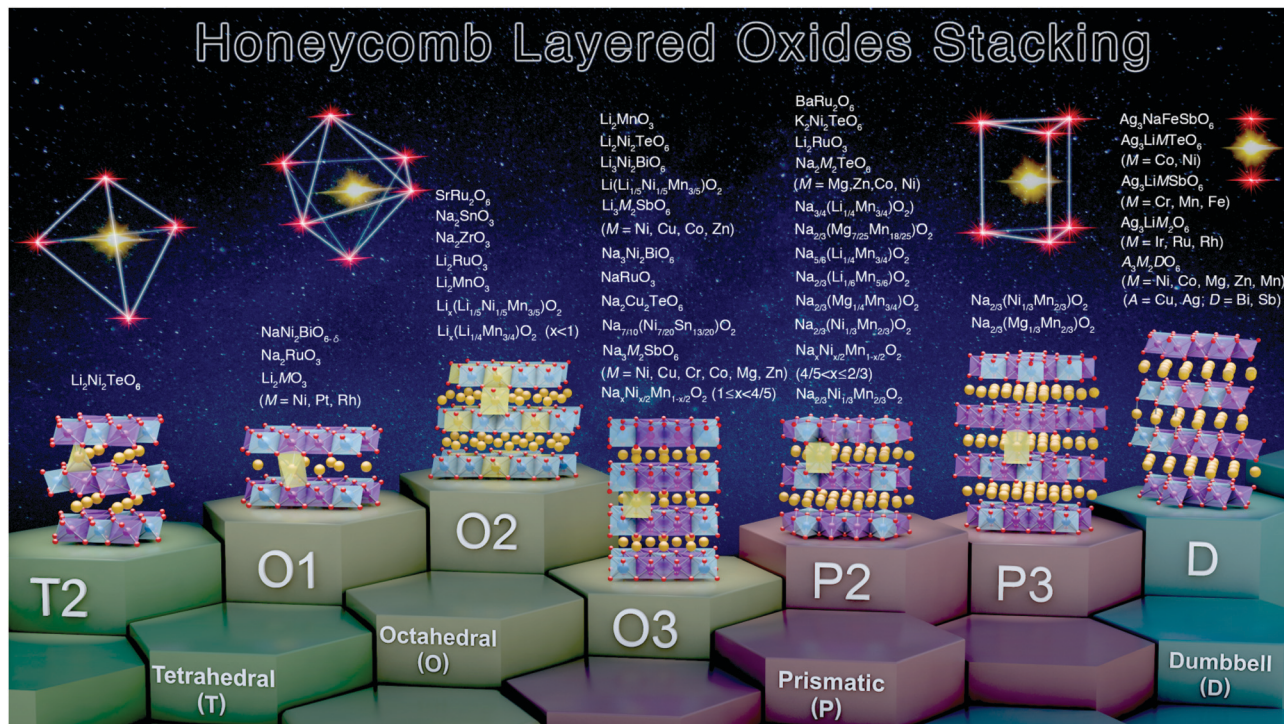 Honeycomb Layered Oxides Stacking
Li₂Ni₂TeO₆
NaNi₂BiO₆₋δ
Na₂RuO₃
Li₂MO₃
(M = Ni, Pt, Rh)
SrRu₂O₆
Na₂SnO₃
Na₂ZrO₃
Li₂RuO₃
Li₂MnO₃
Liₓ(Li₁/₅Ni₁/₅Mn₃/₅)O₂
Liₓ(Li₁/₄Mn₃/₄)O₂ (x<1)
Li₂MnO₃
Li₂Ni₂TeO₆
Li₃Ni₂BiO₆
Li(Li₁/₅Ni₁/₅Mn₃/₅)O₂
Li₃M₂SbO₆
(M = Ni, Cu, Co, Zn)
Na₃Ni₂BiO₆
NaRuO₃
Na₂Cu₂TeO₆
Na₇/₁₀(Ni₇/₂₀Sn₁₃/₂₀)O₂
Na₃M₂SbO₆
(M = Ni, Cu, Cr, Co, Mg, Zn)
NaₓNiₓ/₂Mn₁₋ₓ/₂O₂ (1≤x<4/5)
BaRu₂O₆
K₂Ni₂TeO₆
Li₂RuO₃
Na₂M₂TeO₆
(M = Mg,Zn,Co, Ni)
Na₃/₄(Li₁/₄Mn₃/₄)O₂)
Na₂/₃(Mg₇/₂₅Mn₁₈/₂₅)O₂
Na₅/₆(Li₁/₄Mn₃/₄)O₂
Na₂/₃(Li₁/₆Mn₅/₆)O₂
Na₂/₃(Mg₁/₄Mn₃/₄)O₂
Na₂/₃(Ni₁/₃Mn₂/₃)O₂
NaₓNiₓ/₂Mn₁₋ₓ/₂O₂
(4/5<x≤2/3)
Na₂/₃Ni₁/₃Mn₂/₃O₂
Na₂/₃(Ni₁/₃Mn₂/₃)O₂
Na₂/₃(Mg₁/₃Mn₂/₃)O₂
Ag₃NaFeSbO₆
Ag₃LiMTeO₆
(M = Co, Ni)
Ag₃LiMSbO₆
(M = Cr, Mn, Fe)
Ag₃LiM₂O₆
(M = Ir, Ru, Rh)
A₃M₂DO₆
(M = Ni, Co, Mg, Zn, Mn)
(A = Cu, Ag; D = Bi, Sb)
T2
O1
O2
O3
P2
P3
D
Tetrahedral
(T)
Octahedral
(O)
Prismatic
(P)
Dumbbell
(D)